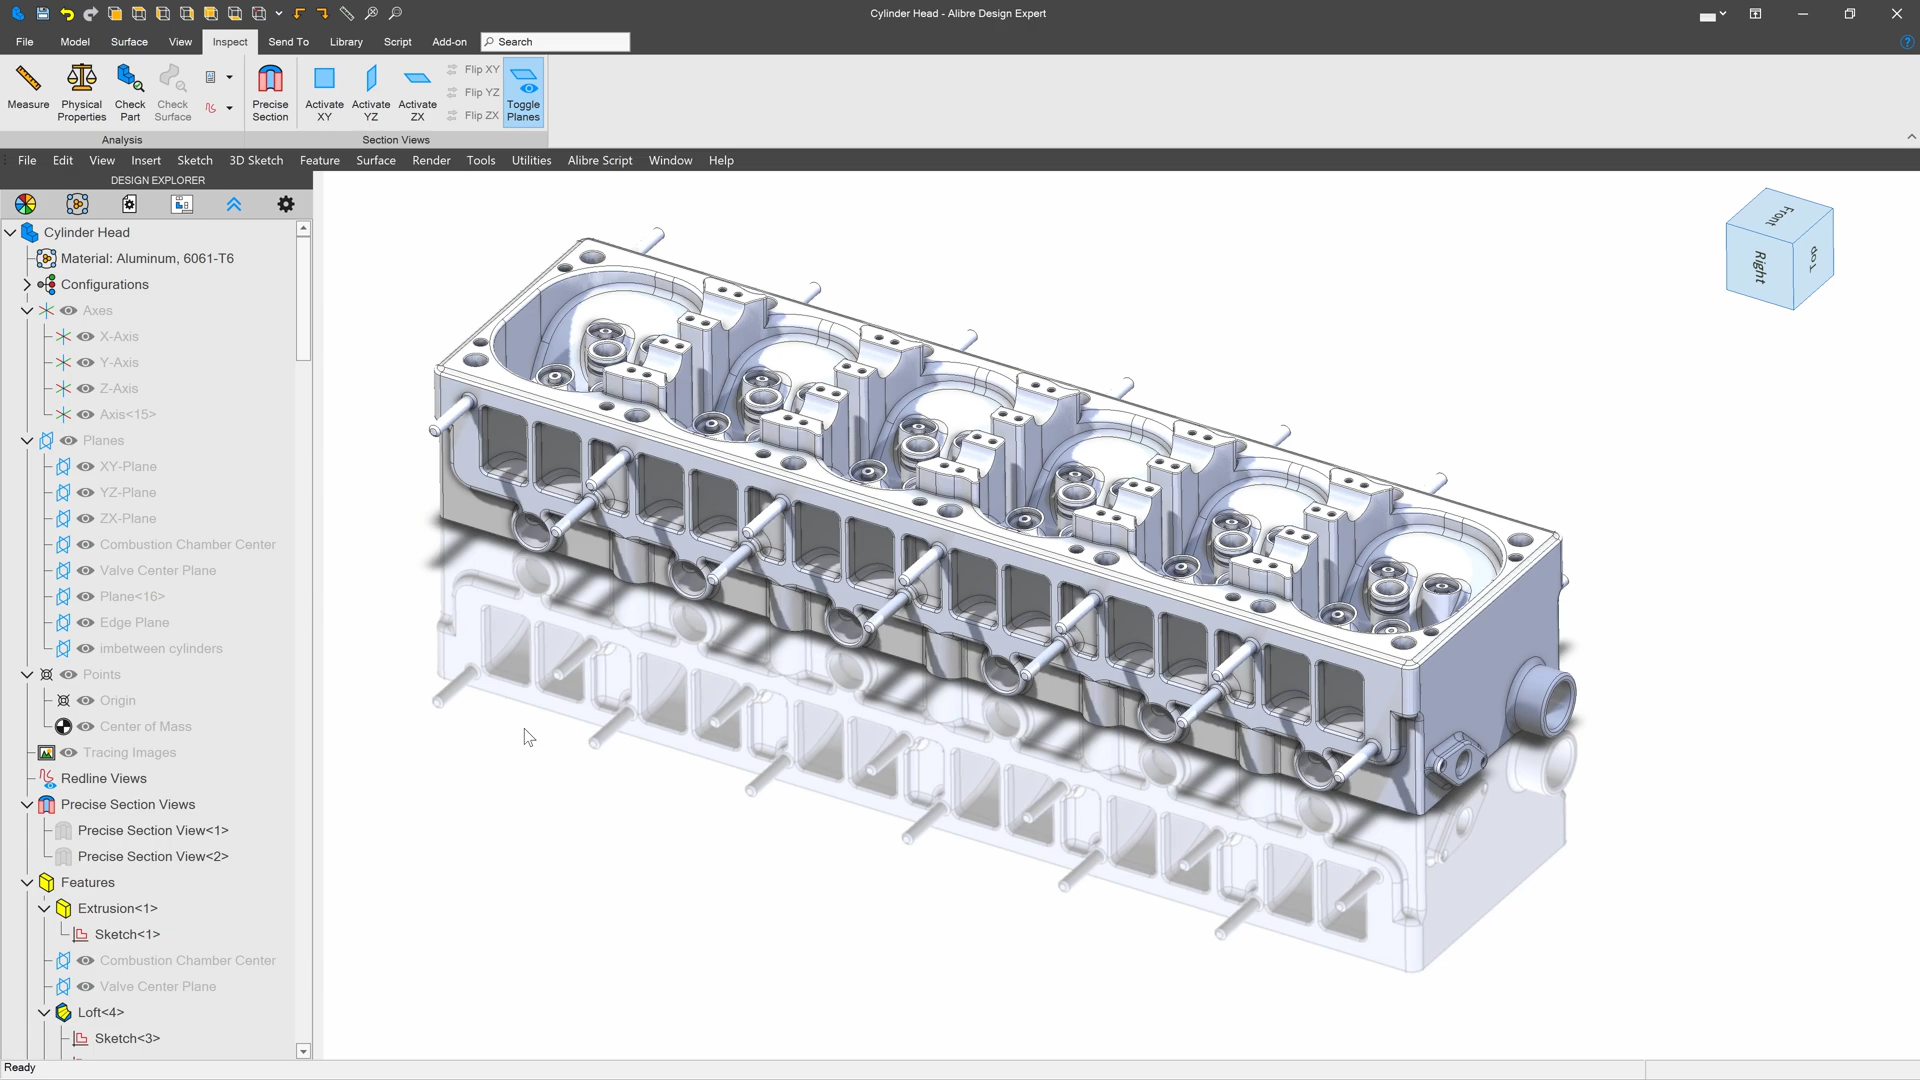 Cylinder Head - Alibre Design Expert
File Model Surface View Inspect Send To Library Script Add-on Search
Measure
Physical Properties
Check Part
Check Surface
Precise Section
Activate XY
Activate YZ
Activate ZX
Flip XY
Flip YZ
Flip ZX
Toggle Planes
Analysis
Section Views
File Edit View Insert Sketch 3D Sketch Feature Surface Render Tools Utilities Alibre Script Window Help
DESIGN EXPLORER
Cylinder Head
Material: Aluminum, 6061-T6
Configurations
Axes
X-Axis
Y-Axis
Z-Axis
Axis<15>
Planes
XY-Plane
YZ-Plane
ZX-Plane
Combustion Chamber Center
Valve Center Plane
Plane<16>
Edge Plane
imbetween cylinders
Points
Origin
Center of Mass
Tracing Images
Redline Views
Precise Section Views
Precise Section View<1>
Precise Section View<2>
Features
Extrusion<1>
Sketch<1>
Combustion Chamber Center
Valve Center Plane
Loft<4>
Sketch<3>
Front
Right
Top
Ready